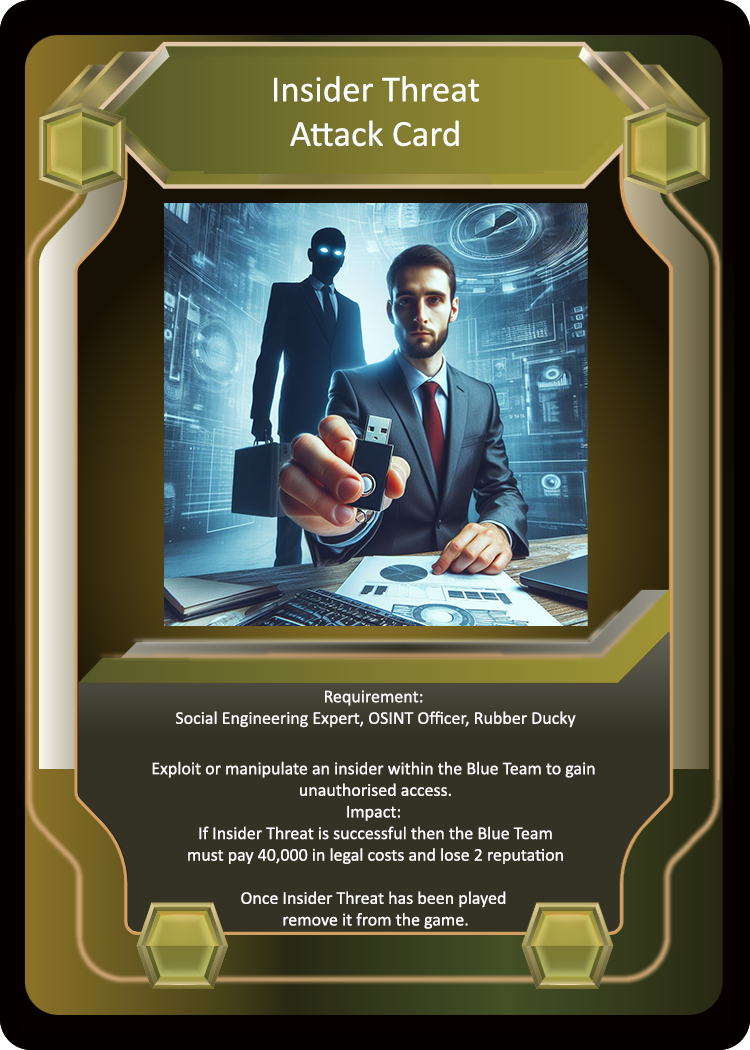 Insider Threat
Attack Card
Requirement:
Social Engineering Expert, OSINT Officer, Rubber Ducky
Exploit or manipulate an insider within the Blue Team to gain
unauthorised access.
Impact:
If Insider Threat is successful then the Blue Team
must pay 40,000 in legal costs and lose 2 reputation
Once Insider Threat has been played
remove it from the game.